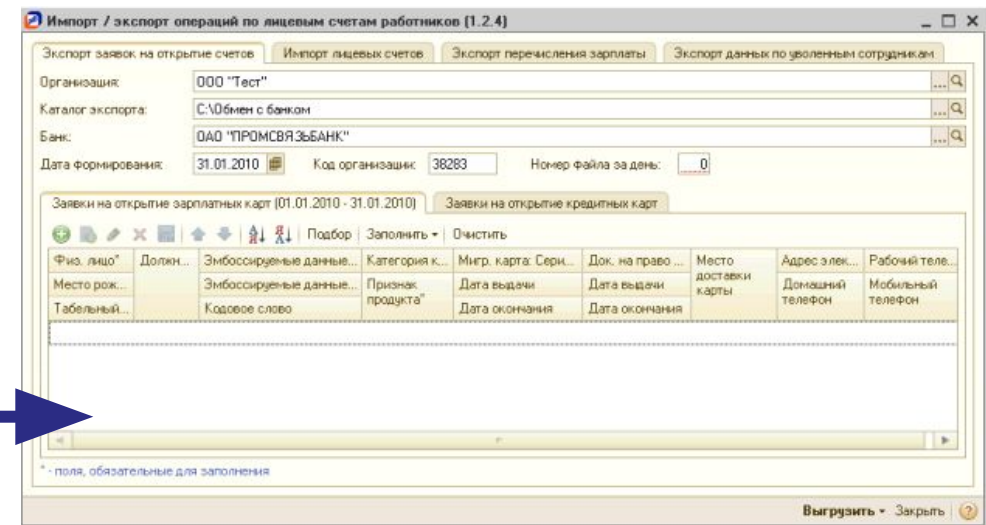 Импорт / экспорт операций по лицевым счетам работников (1.2.4)
Экспорт заявок на открытие счетов Импорт лицевых счетов Экспорт перечисления зарплаты Экспорт данных по уволенным сотрудникам
Организация: ООО "Тест" ...
Каталог экспорта: C:\Обмен с банком ...
Банк: ОАО "ПРОМСВЯЗЬБАНК" ...
Дата формирования: 31.01.2010 Код организации: 38283 Номер файла за день: 0
Заявки на открытие зарплатных карт (01.01.2010 - 31.01.2010) Заявки на открытие кредитных карт
Подбор Заполнить Очистить
Физ. лицо* Должн... Эмбоссируемые данные... Категория к... Мигр. карта: Сери... Док. на право ... Место доставки карты Адрес элек... Рабочий теле...
Место рож... Эмбоссируемые данные... Признак продукта* Дата выдачи Дата выдачи Домашний телефон Мобильный телефон
Табельный... Кодовое слово Дата окончания Дата окончания
* - поля, обязательные для заполнения
Выгрузить Закрыть ?